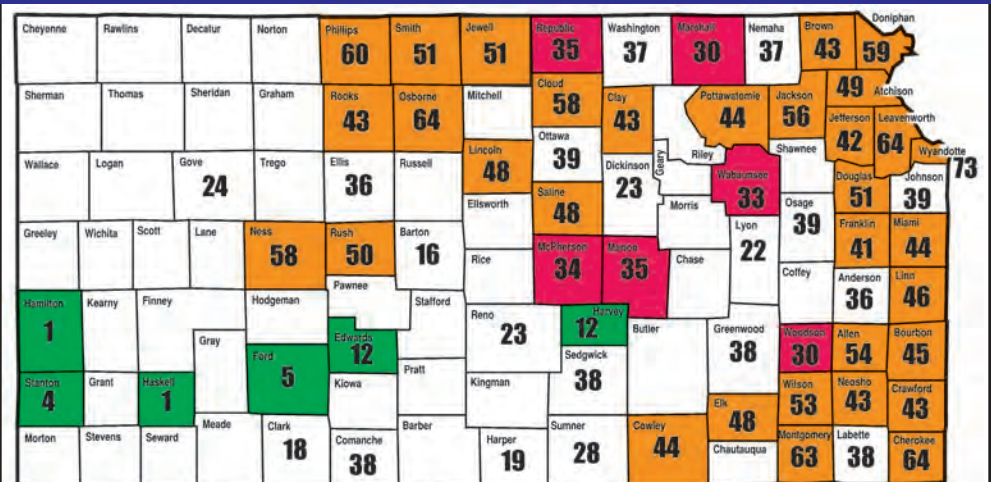 Cheyenne
Rawlins
Decatur
Norton
Phillips
60
Smith
51
Jewell
51
Republic
35
Washington
37
Marshall
30
Nemaha
37
Brown
43
Doniphan
59
Sherman
Thomas
Sheridan
Graham
Rooks
43
Osborne
64
Mitchell
Cloud
58
Clay
43
Pottawatomie
44
Jackson
56
49
Atchison
Jefferson
42
Leavenworth
64
Wyandotte
73
Wallace
Logan
Gove
24
Trego
Ellis
36
Russell
Lincoln
48
Ottawa
39
Dickinson
23
Geary
Riley
Wabaunsee
33
Shawnee
Douglas
51
Johnson
39
Ellsworth
Saline
48
Morris
Osage
39
Franklin
41
Miami
44
Greeley
Wichita
Scott
Lane
Ness
58
Rush
50
Barton
16
Rice
McPherson
34
Marion
35
Chase
Lyon
22
Coffey
Anderson
36
Linn
46
Hamilton
1
Kearny
Finney
Hodgeman
Pawnee
Stafford
Reno
23
Harvey
12
Butler
Greenwood
38
Woodson
30
Allen
54
Bourbon
45
Gray
Ford
5
Edwards
12
Sedgwick
38
Stanton
4
Grant
Haskell
1
Kiowa
Pratt
Kingman
Elk
48
Wilson
53
Neosho
43
Crawford
43
Morton
Stevens
Seward
Meade
Clark
18
Comanche
38
Barber
Harper
19
Sumner
28
Cowley
44
Chautauqua
Montgomery
63
Labette
38
Cherokee
64